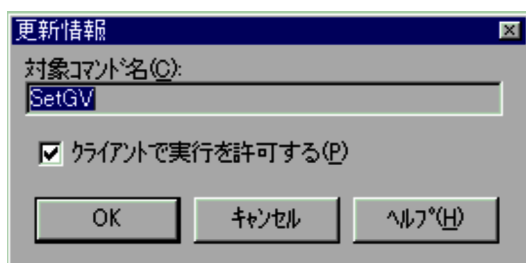 更新情報
対象ｺﾏﾝﾄﾞ名(C):
SetGV
ｸﾗｲｱﾝﾄで実行を許可する(P)
OK
ｷｬﾝｾﾙ
ﾍﾙﾌﾟ(H)